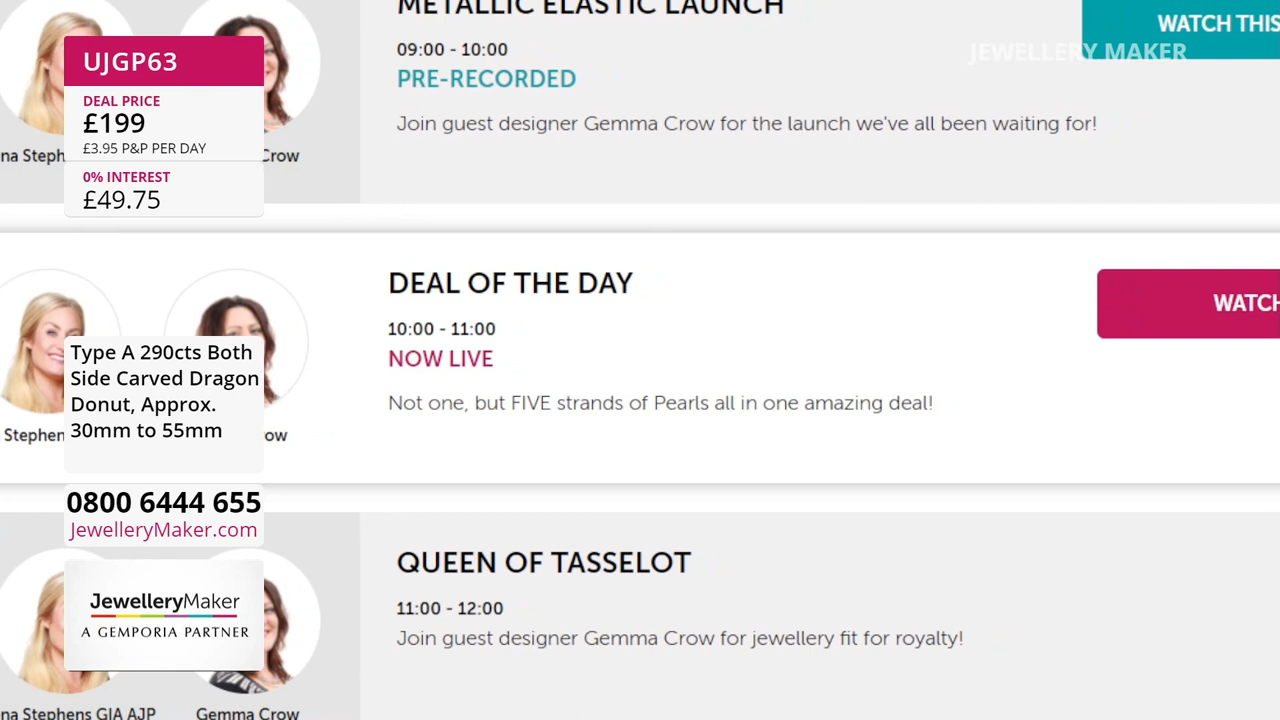 METALLIC ELASTIC LAUNCH
WATCH THIS
JEWELLERY MAKER
09:00 - 10:00
PRE-RECORDED
Join guest designer Gemma Crow for the launch we've all been waiting for!
na Steph
Crow
UJGP63
DEAL PRICE
£199
£3.95 P&P PER DAY
0% INTEREST
£49.75
DEAL OF THE DAY
10:00 - 11:00
NOW LIVE
WATCH
Not one, but FIVE strands of Pearls all in one amazing deal!
Stephen
ow
Type A 290cts Both
Side Carved Dragon
Donut, Approx.
30mm to 55mm
0800 6444 655
JewelleryMaker.com
JewelleryMaker
A GEMPORIA PARTNER
QUEEN OF TASSELOT
11:00 - 12:00
Join guest designer Gemma Crow for jewellery fit for royalty!
na Stephens GIA AJP
Gemma Crow